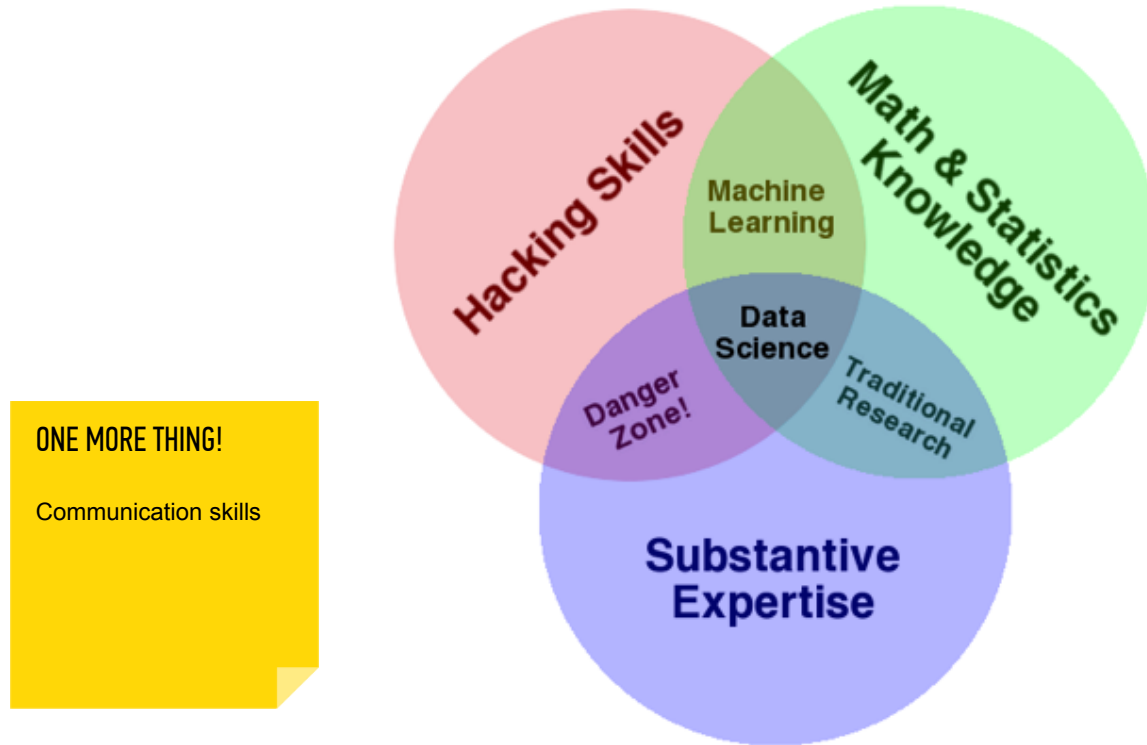 Hacking Skills
Math & Statistics
Knowledge
Machine
Learning
Data
Science
Danger
Zone!
Traditional
Research
Substantive
Expertise
ONE MORE THING!
Communication skills